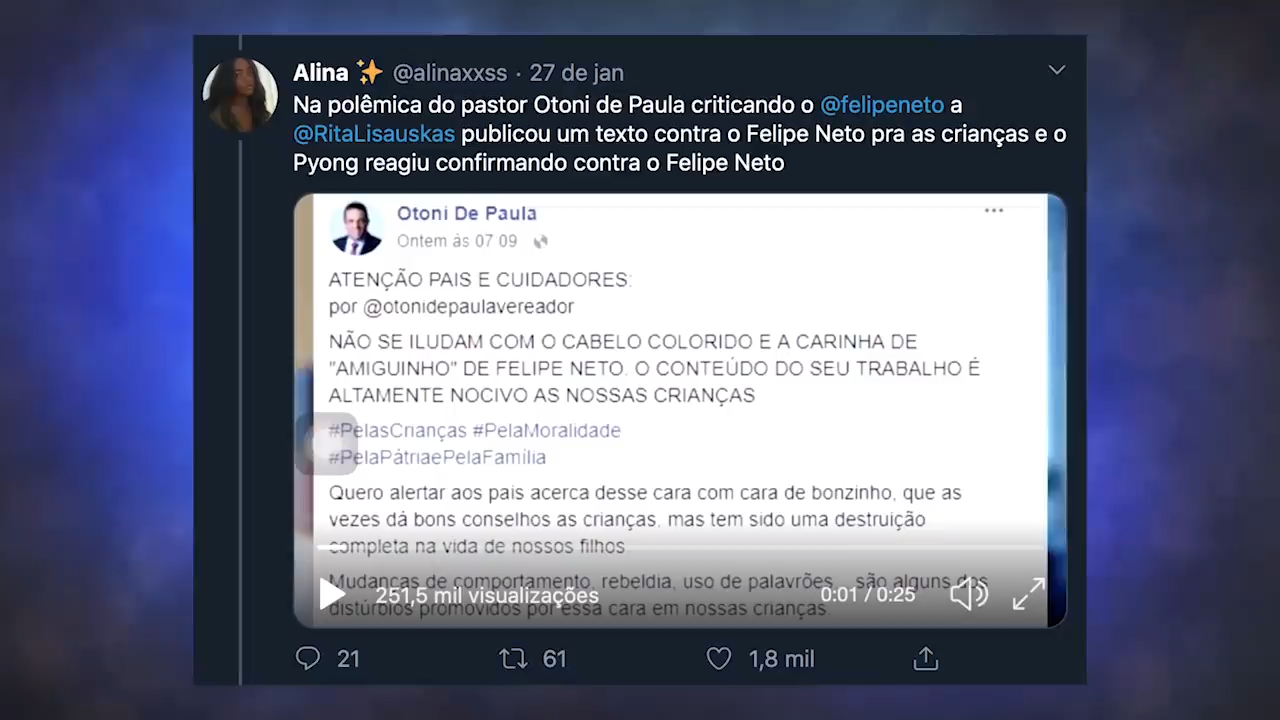 Alina ✨ @alinaxxss · 27 de jan
Na polêmica do pastor Otoni de Paula criticando o @felipeneto a
@RitaLisauskas publicou um texto contra o Felipe Neto pra as crianças e o
Pyong reagiu confirmando contra o Felipe Neto
Otoni De Paula
Ontem ás 07 09
ATENÇÃO PAIS E CUIDADORES:
por @otonidepaulavereador
NÃO SE ILUDAM COM O CABELO COLORIDO E A CARINHA DE
"AMIGUINHO" DE FELIPE NETO. O CONTEÚDO DO SEU TRABALHO É
ALTAMENTE NOCIVO AS NOSSAS CRIANÇAS
#PelasCrianças #PelaMoralidade
#PelaPátriaePelaFamília
Quero alertar aos pais acerca desse cara com cara de bonzinho, que as
vezes dá bons conselhos as crianças, mas tem sido uma destruição
completa na vida de nossos filhos
Mudanças de comportamento, rebeldia, uso de palavrões... são alguns dos
251,5 mil visualizações 0:01 / 0:25
distúrbios promovidos por essa cara em nossas crianças.
21 61 1,8 mil